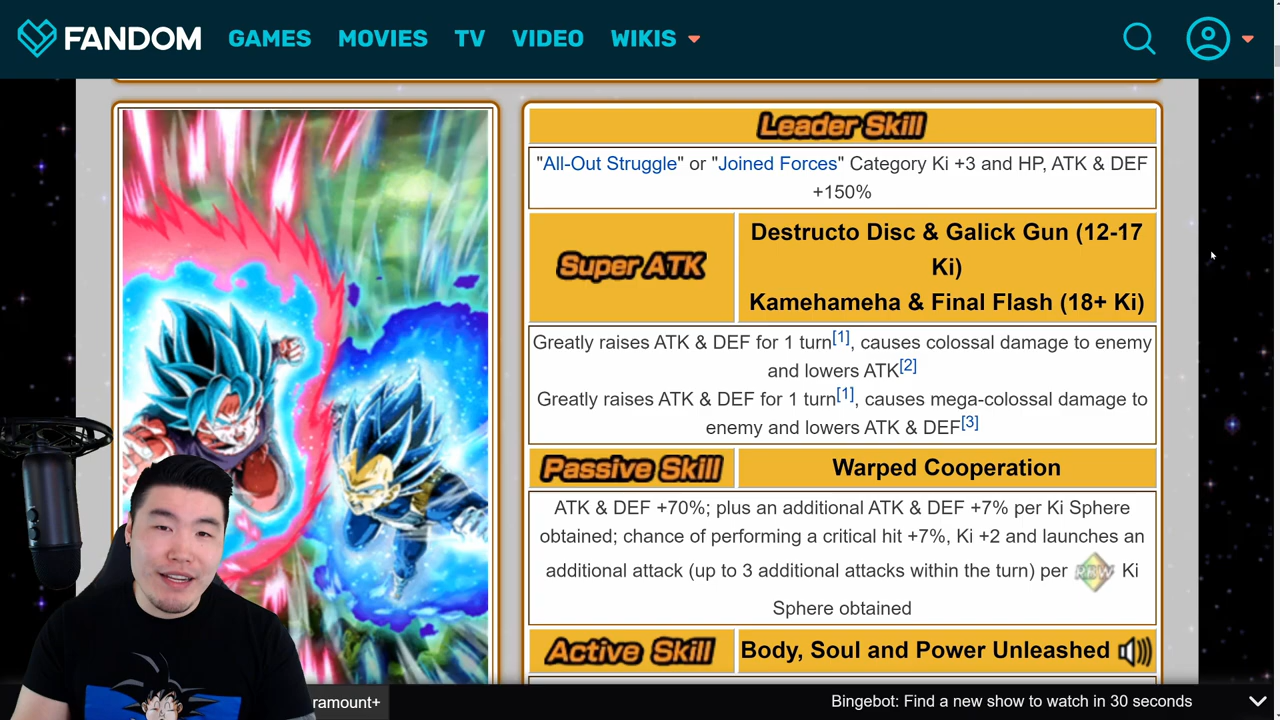 FANDOM GAMES MOVIES TV VIDEO WIKIS
Leader Skill
"All-Out Struggle" or "Joined Forces" Category Ki +3 and HP, ATK & DEF
+150%
Super ATK
Destructo Disc & Galick Gun (12-17
Ki)
Kamehameha & Final Flash (18+ Ki)
Greatly raises ATK & DEF for 1 turn[1], causes colossal damage to enemy
and lowers ATK[2]
Greatly raises ATK & DEF for 1 turn[1], causes mega-colossal damage to
enemy and lowers ATK & DEF[3]
Passive Skill
Warped Cooperation
ATK & DEF +70%; plus an additional ATK & DEF +7% per Ki Sphere
obtained; chance of performing a critical hit +7%, Ki +2 and launches an
additional attack (up to 3 additional attacks within the turn) per RBW Ki
Sphere obtained
Active Skill
Body, Soul and Power Unleashed
ramount+
Bingebot: Find a new show to watch in 30 seconds